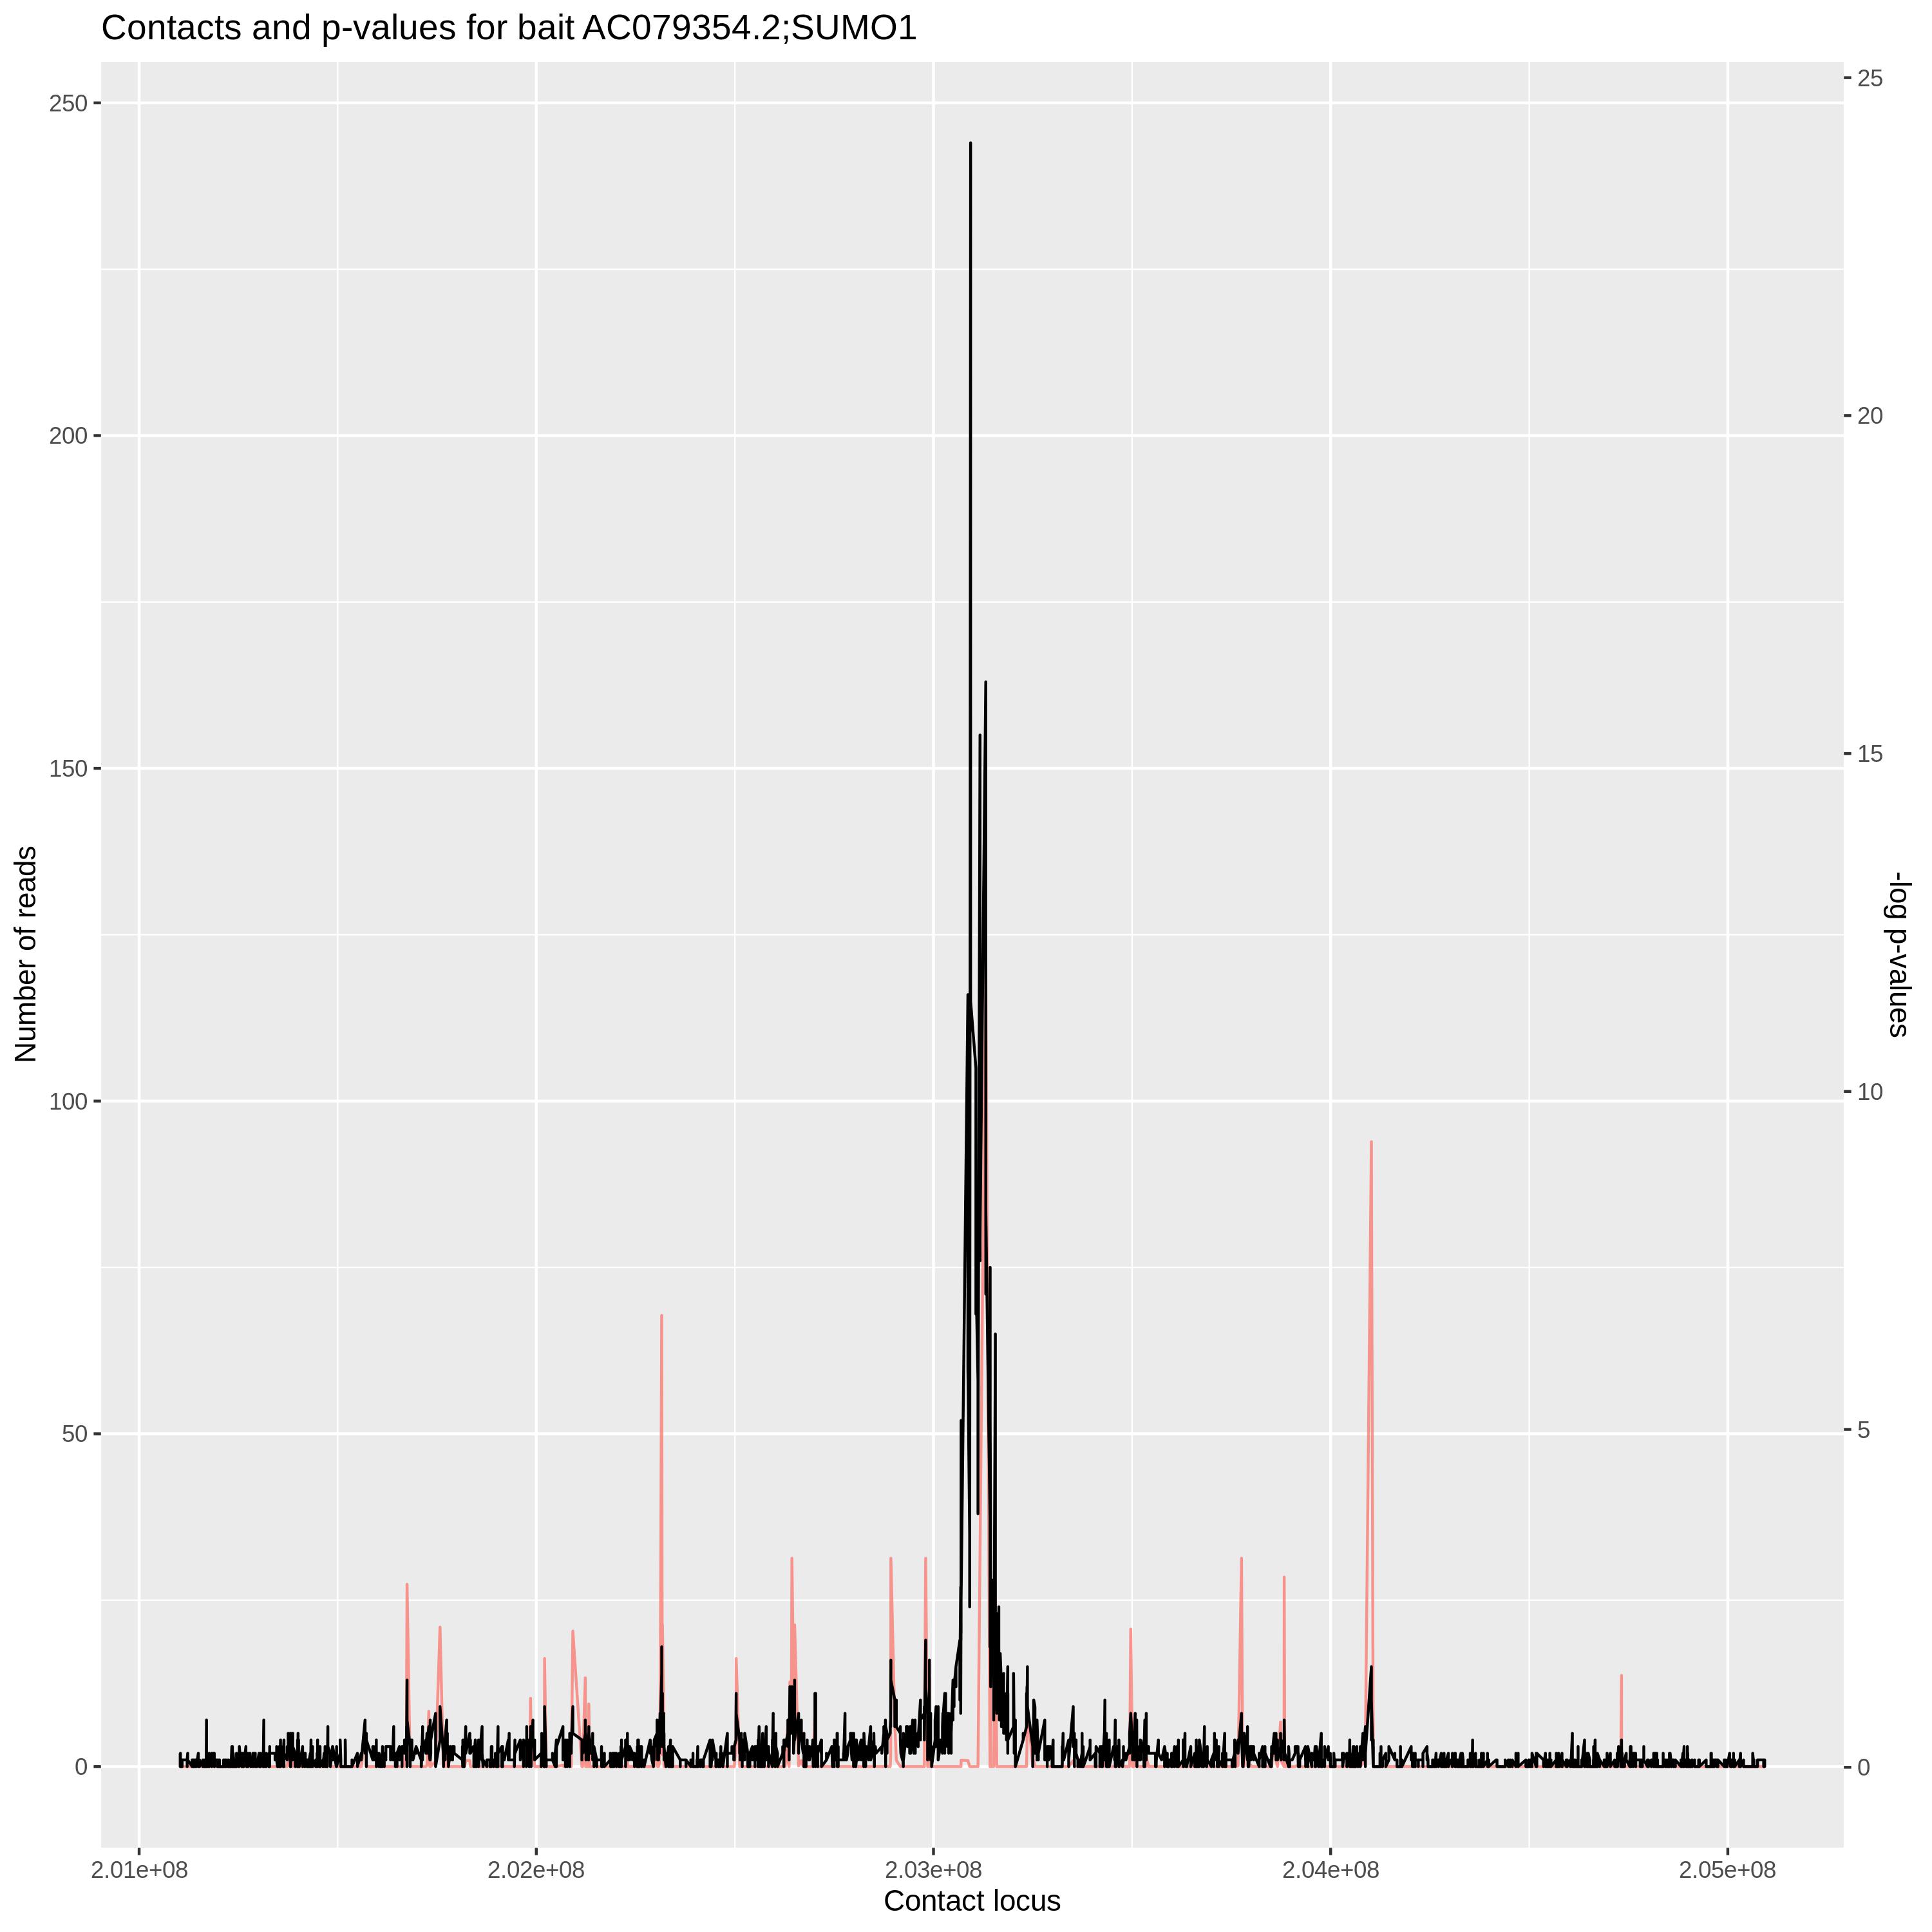 Contacts and p-values for bait AC079354.2;SUMO1
250
200
150
100
50
0
Number of reads
25
20
15
10
5
0
-log p-values
2.01e+08
2.02e+08
2.03e+08
2.04e+08
2.05e+08
Contact locus